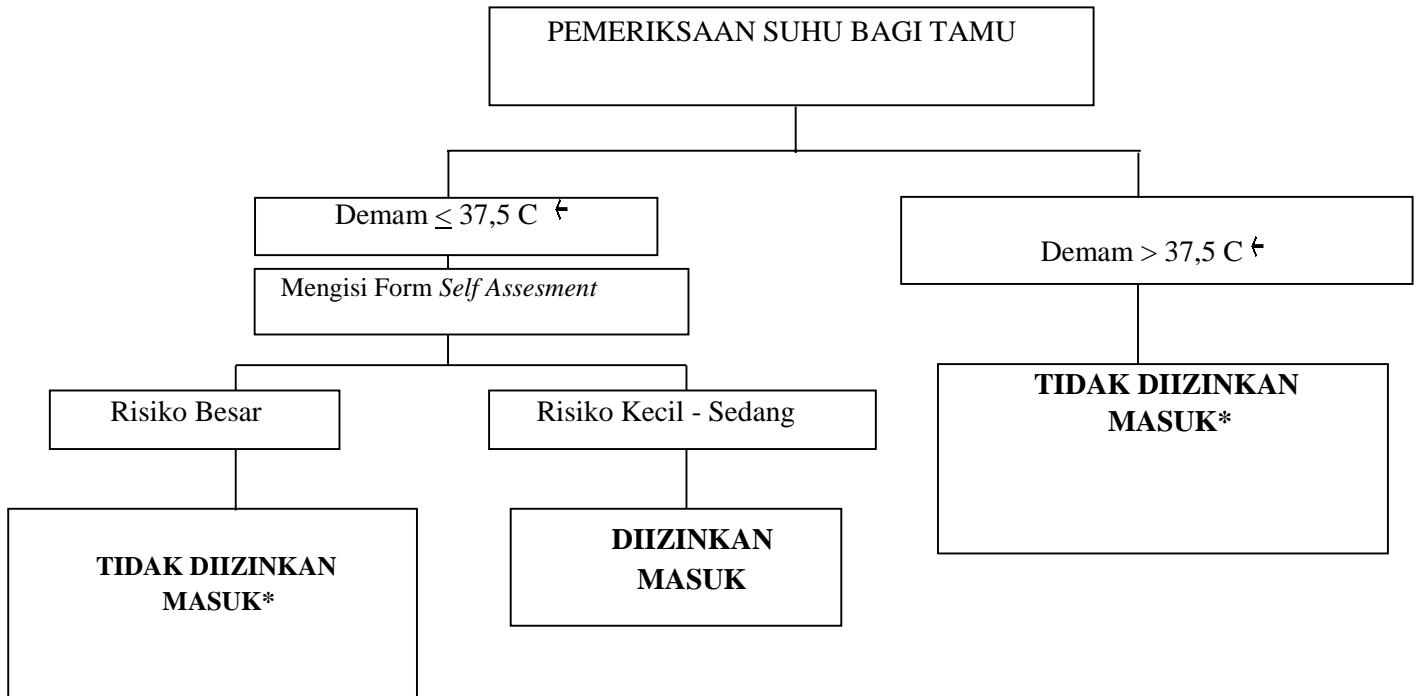 PEMERIKSAAN SUHU BAGI TAMU
Demam ≤ 37,5 C ←
Demam > 37,5 C ←
Mengisi Form Self Assesment
Risiko Besar
Risiko Kecil - Sedang
TIDAK DIIZINKAN
MASUK*
TIDAK DIIZINKAN
MASUK*
DIIZINKAN
MASUK